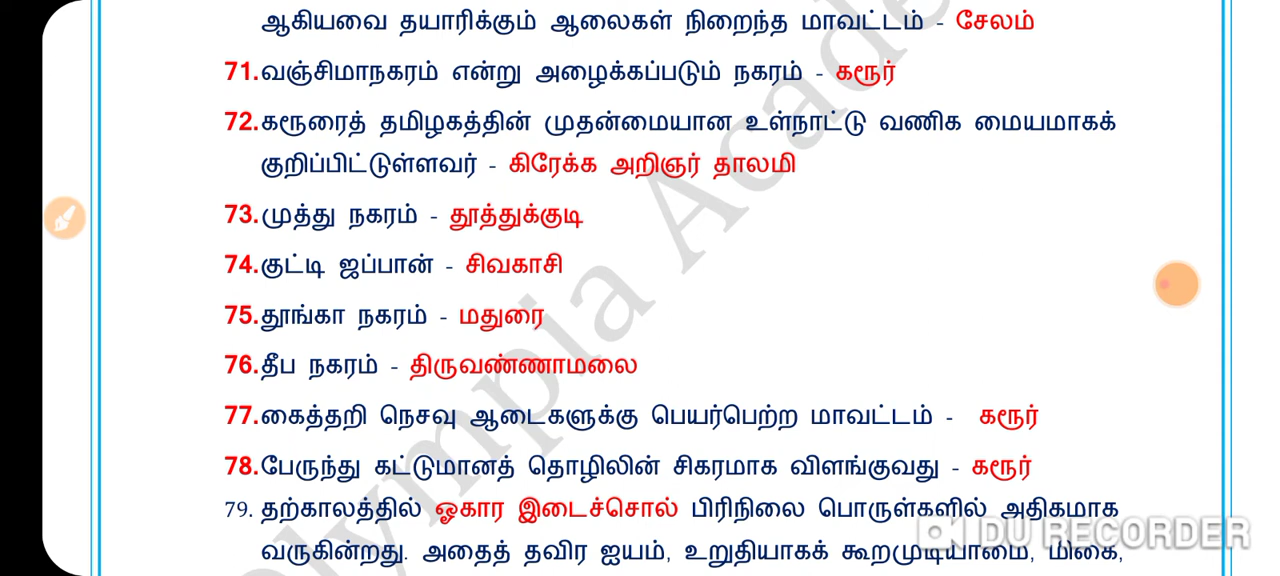 ஆகியவை தயாரிக்கும் ஆலைகள் நிறைந்த மாவட்டம் - சேலம்
71. வஞ்சிமாநகரம் என்று அழைக்கப்படும் நகரம் - கரூர்
72. கரூரைத் தமிழகத்தின் முதன்மையான உள்நாட்டு வணிக மையமாகக்
குறிப்பிட்டுள்ளவர் - கிரேக்க அறிஞர் தாலமி
73. முத்து நகரம் - தூத்துக்குடி
74. குட்டி ஜப்பான் - சிவகாசி
75. தூங்கா நகரம் - மதுரை
76. தீப நகரம் - திருவண்ணாமலை
77. கைத்தறி நெசவு ஆடைகளுக்கு பெயர்பெற்ற மாவட்டம் - கரூர்
78. பேருந்து கட்டுமானத் தொழிலின் சிகரமாக விளங்குவது - கரூர்
79. தற்காலத்தில் ஓகார இடைச்சொல் பிரிநிலை பொருள்களில் அதிகமாக
வருகின்றது. அதைத் தவிர ஐயம், உறுதியாகக் கூறமுடியாமை, மிகை,
DU RECORDER